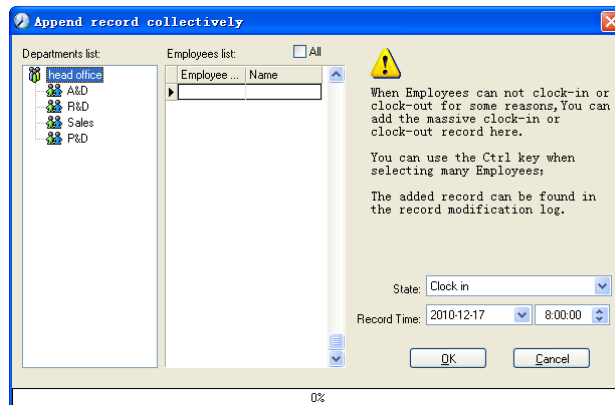 Append record collectively
Departments list:
head office
A&D
R&D
Sales
P&D
Employees list:
All
Employee ... Name
When Employees can not clock-in or
clock-out for some reasons,You can
add the massive clock-in or
clock-out record here.
You can use the Ctrl key when
selecting many Employees;
The added record can be found in
the record modification log.
State: Clock in
Record Time: 2010-12-17 8:00:00
OK Cancel
0%